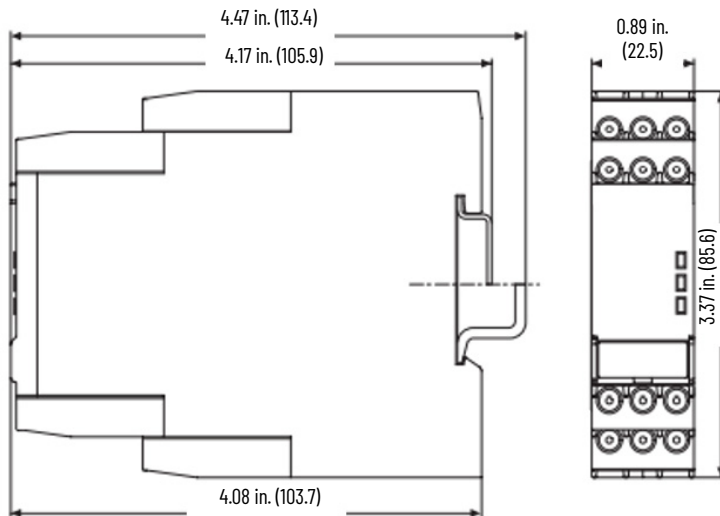 4.47 in. (113.4)
4.17 in. (105.9)
0.89 in.
(22.5)
3.37 in. (85.6)
4.08 in. (103.7)